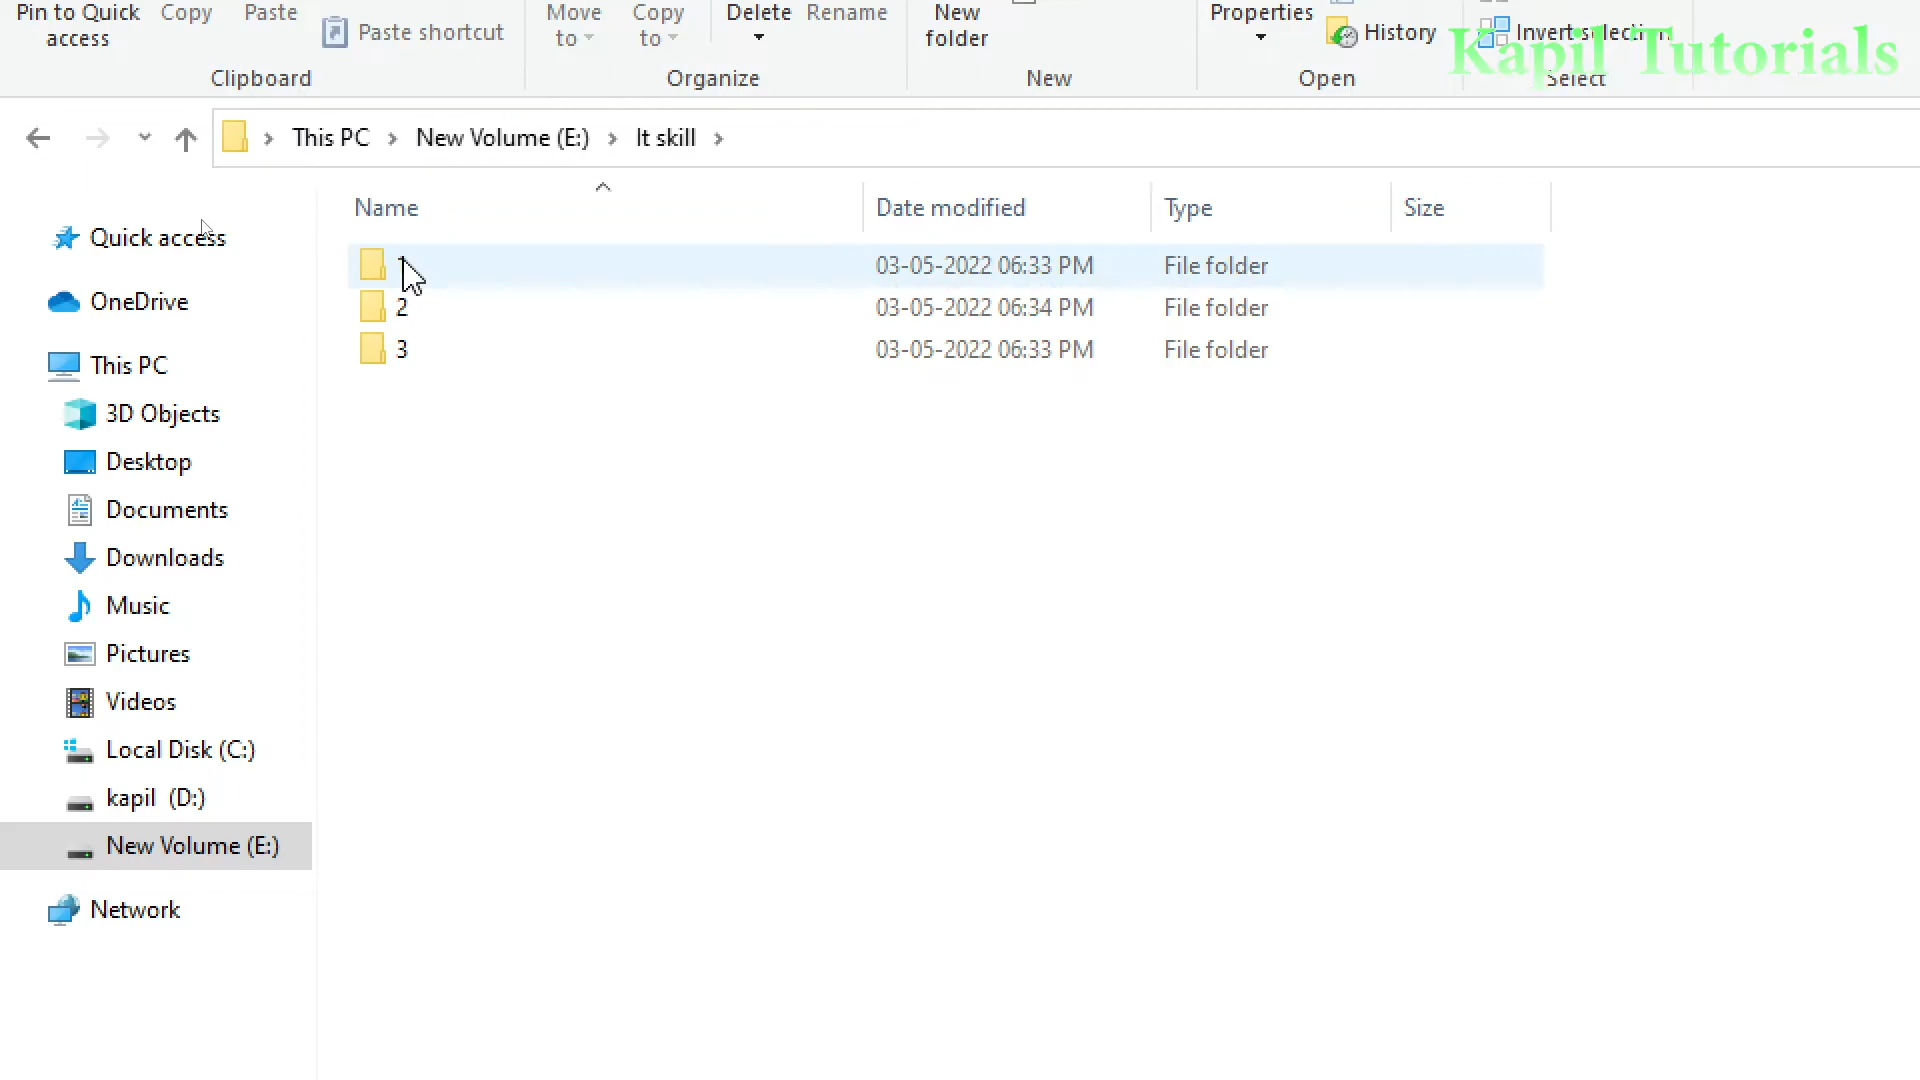 Pin to Quick access
Copy
Paste
Paste shortcut
Move to
Copy to
Delete
Rename
New folder
Properties
History
Invert selection
Kapil Tutorials
Clipboard
Organize
New
Open
Select
This PC
New Volume (E:)
It skill
Name
Date modified
Type
Size
Quick access
OneDrive
This PC
3D Objects
Desktop
Documents
Downloads
Music
Pictures
Videos
Local Disk (C:)
kapil (D:)
New Volume (E:)
Network
1 03-05-2022 06:33 PM File folder
2 03-05-2022 06:34 PM File folder
3 03-05-2022 06:33 PM File folder